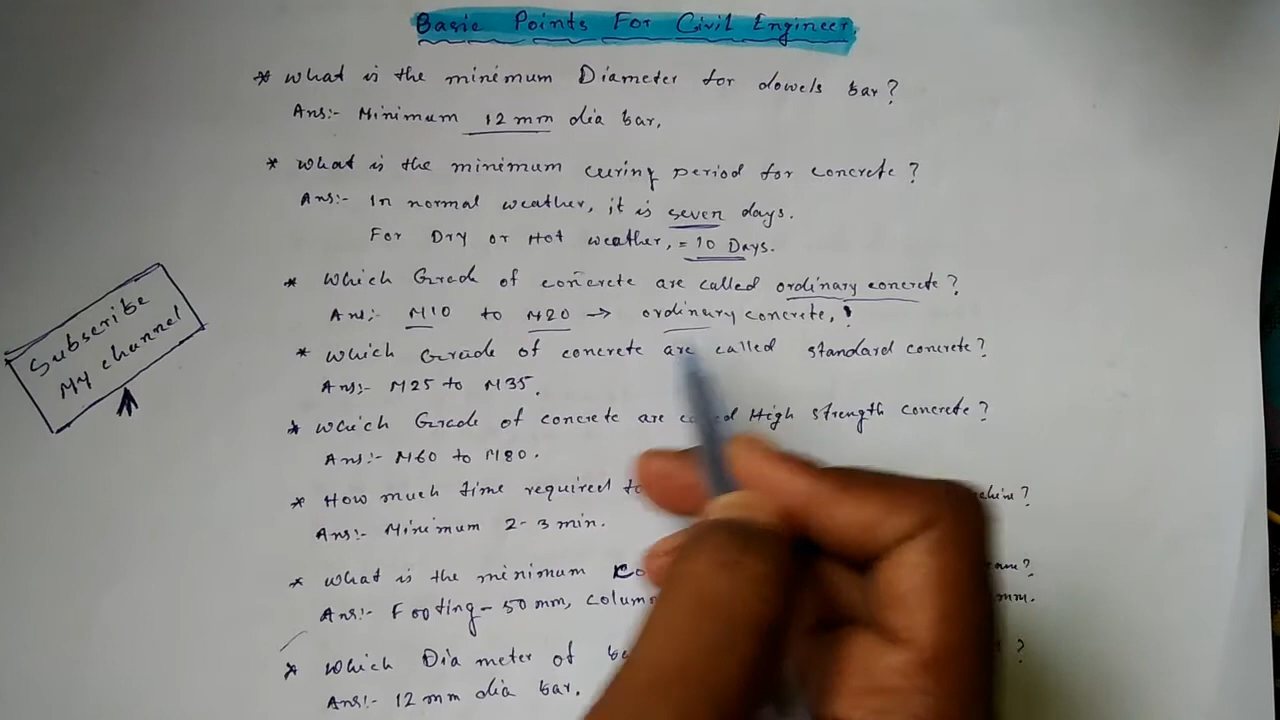 Basic Points For Civil Engineer.
* What is the minimum Diameter for dowels bar?
Ans:- Minimum 12 mm dia bar,
* What is the minimum curing period for concrete?
Ans:- In normal weather, it is seven days.
For Dry or Hot weather, = 10 Days.
* Which Grade of concrete are called ordinary concrete?
Ans:- M10 to M20 → ordinary concrete,
* Which Grade of concrete are called standard concrete?
Ans:- M25 to M35.
* Which Grade of concrete are High strength concrete?
Ans:- M60 to M80.
* How much time required to
Ans:- Minimum 2-3 min.
* What is the minimum
Ans:- Footing - 50 mm, column mm.
* Which Dia meter of ?
Ans:- 12 mm dia bar.
Subscribe
My channel